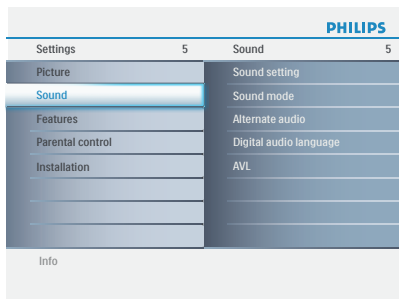 PHILIPS
Settings 5 Sound 5
Picture Sound setting
Sound Sound mode
Features Alternate audio
Parental control Digital audio language
Installation AVL
Info